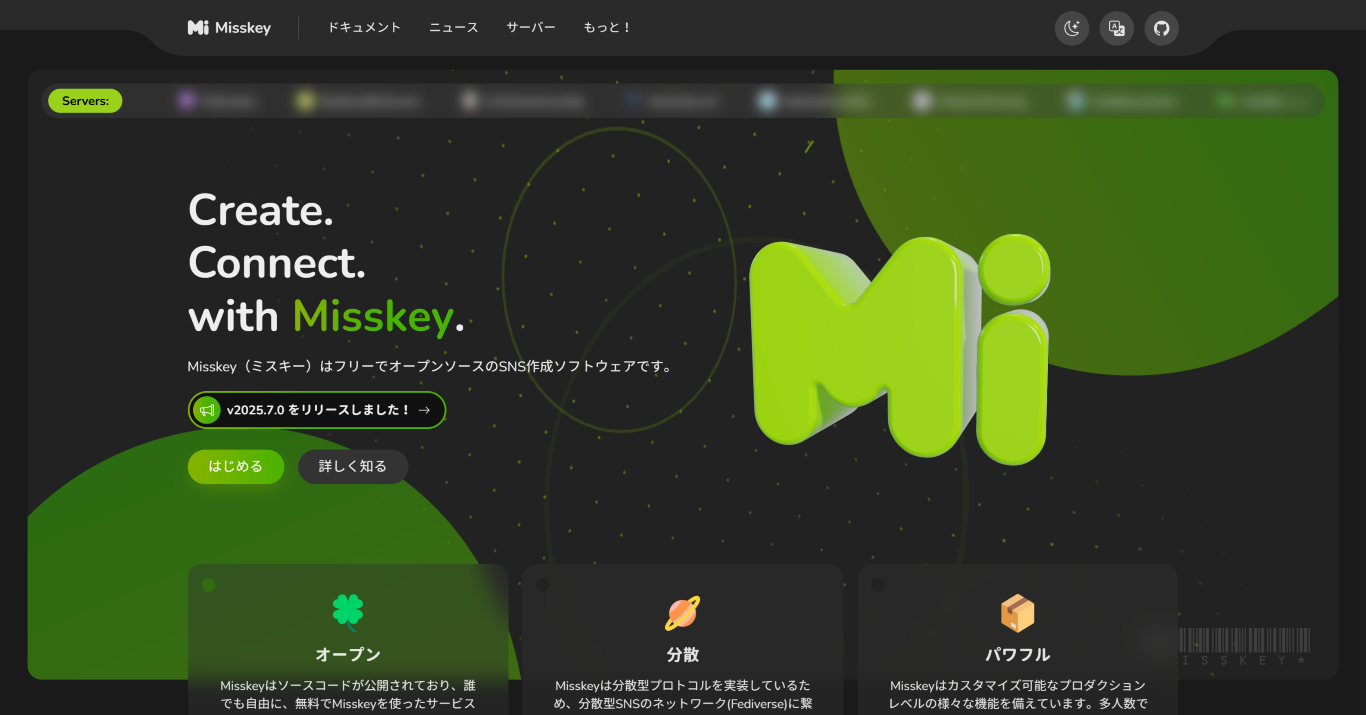 Misskey
ドキュメント
ニュース
サーバー
もっと！
Servers:
Create.
Connect.
with Misskey.
Misskey（ミスキー）はフリーでオープンソースのSNS作成ソフトウェアです。
v2025.7.0 をリリースしました！ →
はじめる
詳しく知る
オープン
Misskeyはソースコードが公開されており、誰
でも自由に、無料でMisskeyを使ったサービス
分散
Misskeyは分散型プロトコルを実装しているた
め、分散型SNSのネットワーク(Fediverse)に繋
パワフル
Misskeyはカスタマイズ可能なプロダクション
レベルの様々な機能を備えています。多人数で
ISSKEY*